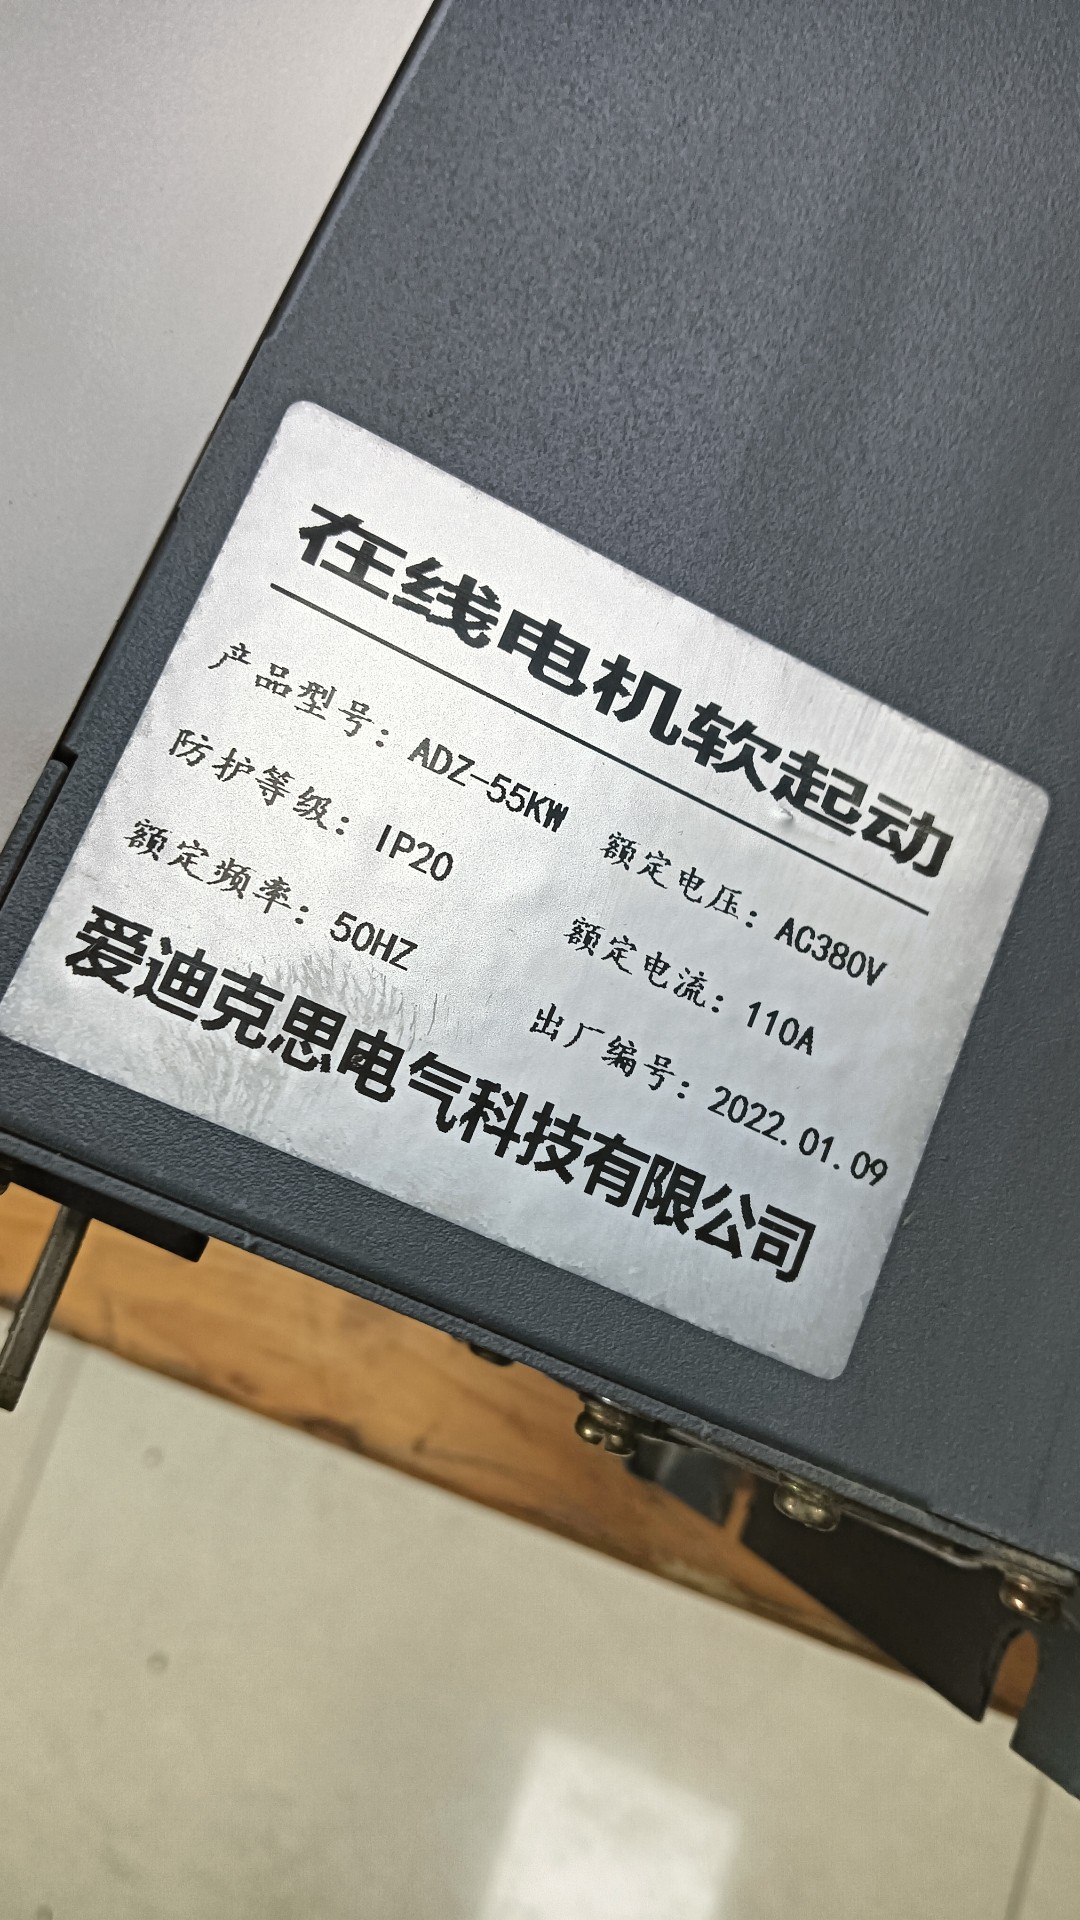 在线电机软起动
产品型号：ADZ-55KW 额定电压：AC380V
防护等级：IP20 额定电流：110A
额定频率：50HZ 出厂编号：2022.01.09
爱迪克思电气科技有限公司